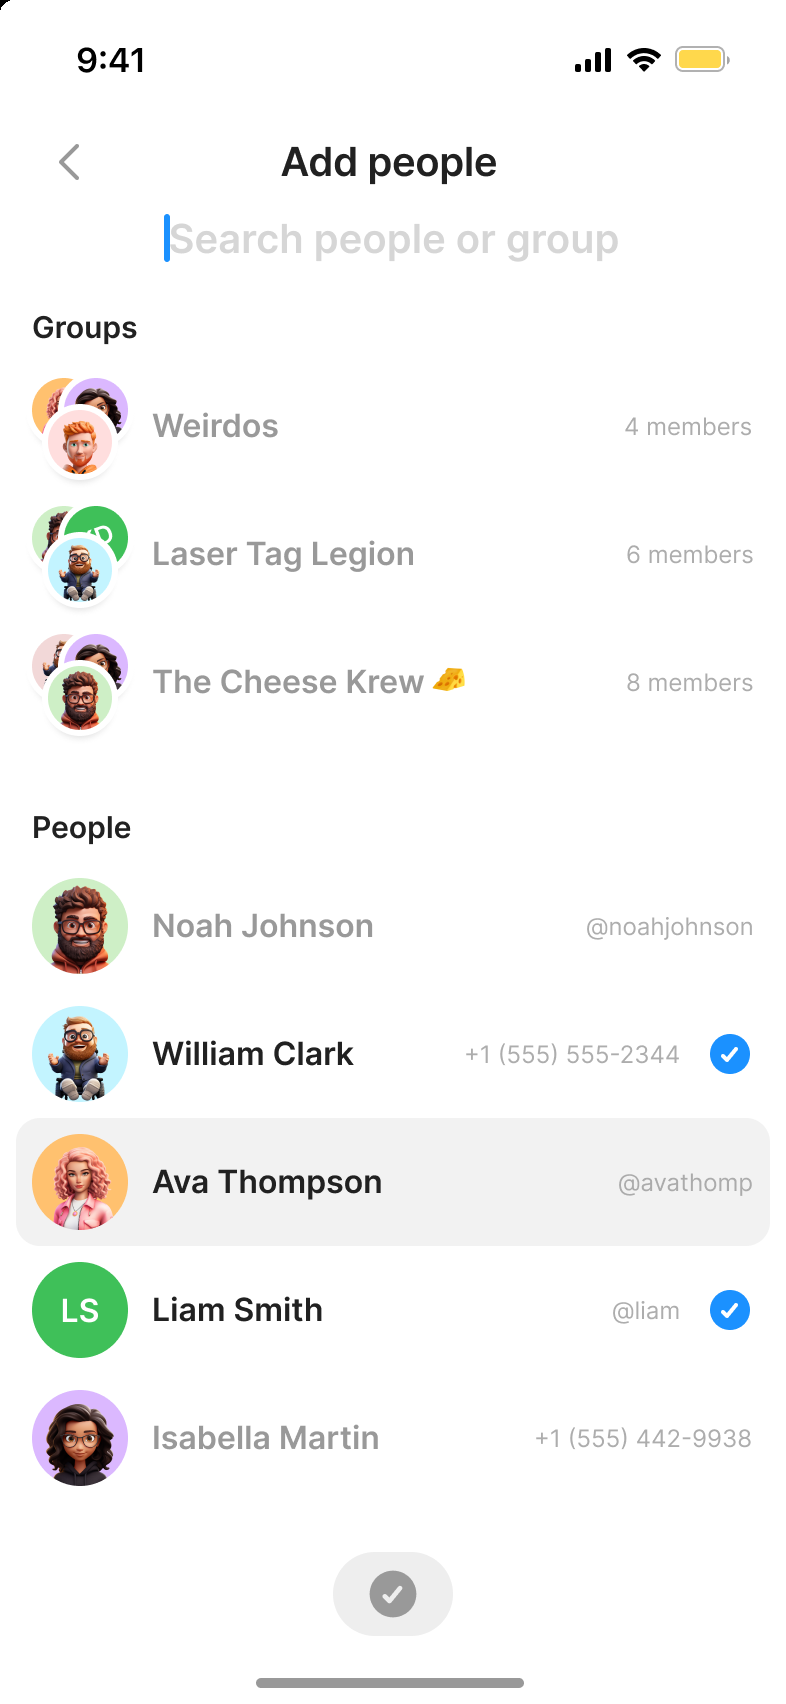 9:41
Add people
Search people or group
Groups
Weirdos 4 members
Laser Tag Legion 6 members
The Cheese Krew 🧀 8 members
People
Noah Johnson @noahjohnson
William Clark +1 (555) 555-2344
Ava Thompson @avathomp
LS Liam Smith @liam
Isabella Martin +1 (555) 442-9938